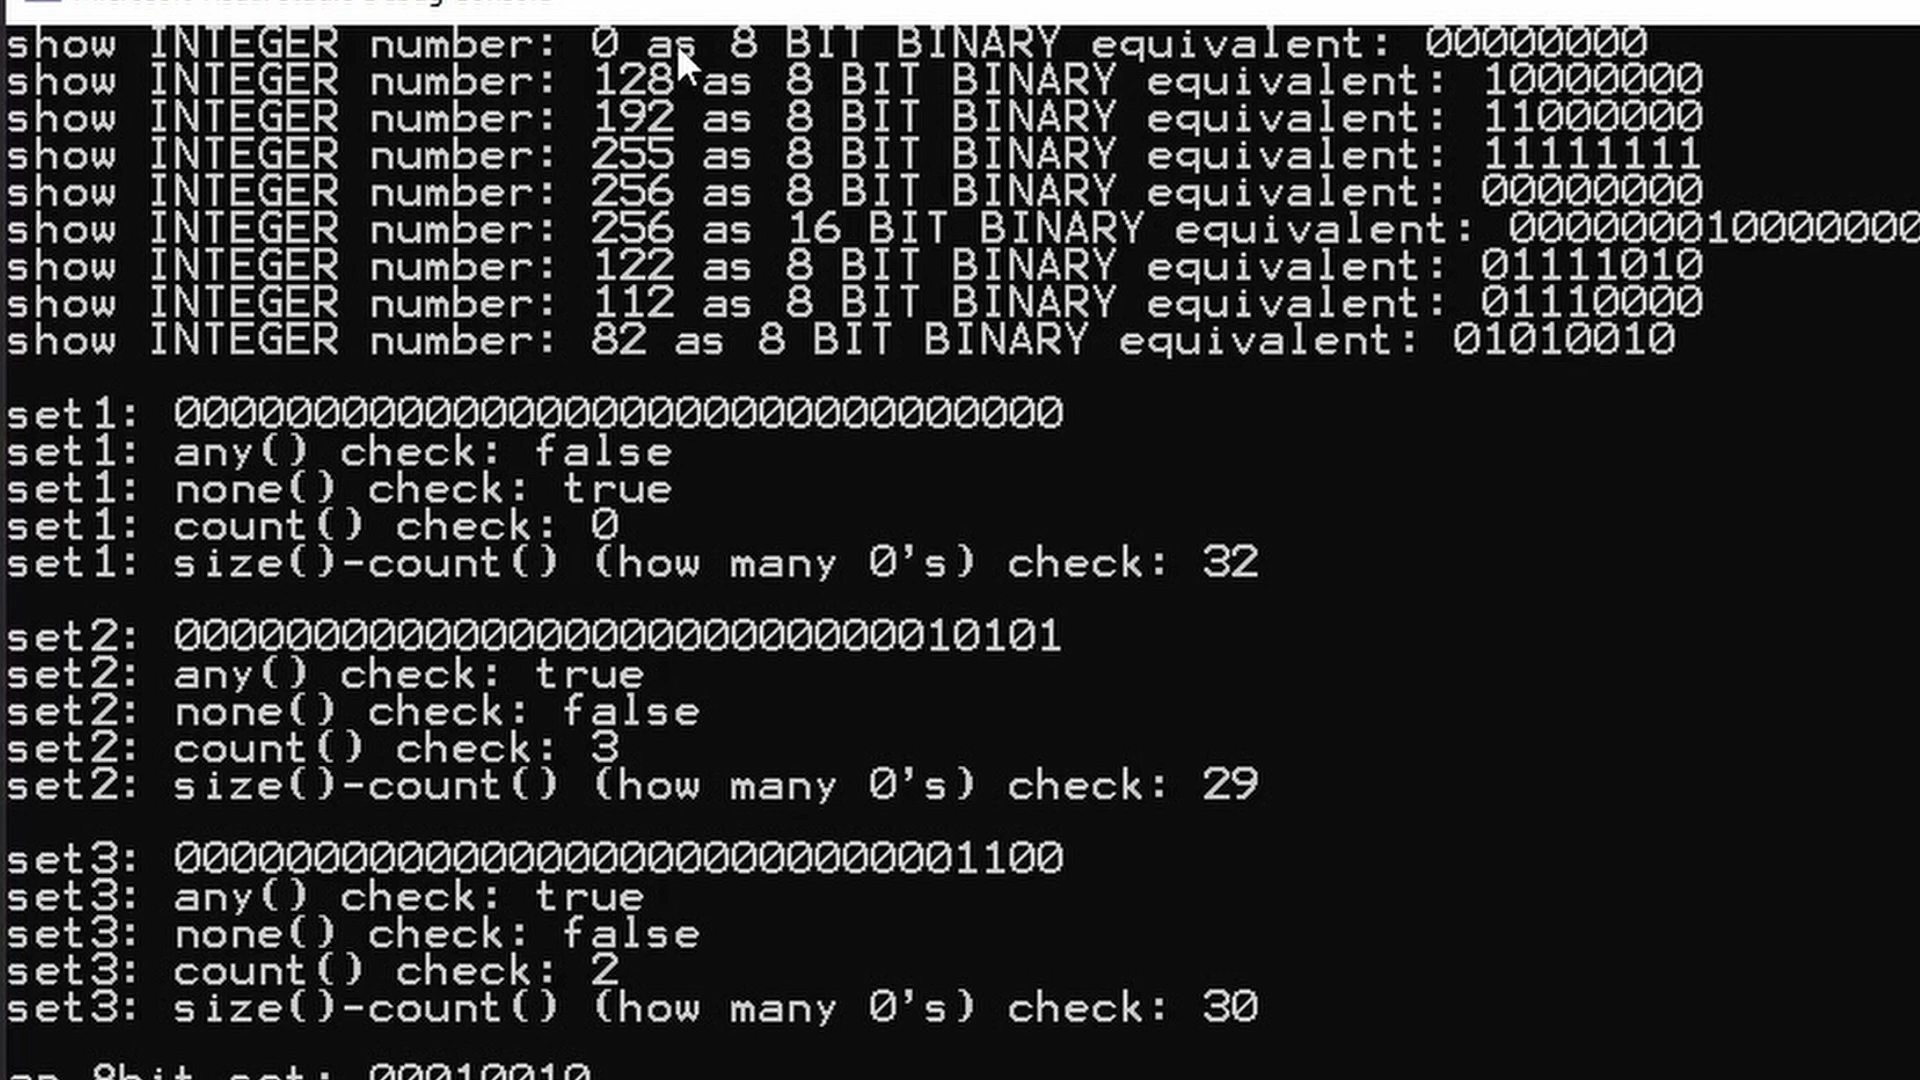 show INTEGER number: 0 as 8 BIT BINARY equivalent: 00000000
show INTEGER number: 128 as 8 BIT BINARY equivalent: 10000000
show INTEGER number: 192 as 8 BIT BINARY equivalent: 11000000
show INTEGER number: 255 as 8 BIT BINARY equivalent: 11111111
show INTEGER number: 256 as 8 BIT BINARY equivalent: 00000000
show INTEGER number: 256 as 16 BIT BINARY equivalent: 000000010000000
show INTEGER number: 122 as 8 BIT BINARY equivalent: 01111010
show INTEGER number: 112 as 8 BIT BINARY equivalent: 01110000
show INTEGER number: 82 as 8 BIT BINARY equivalent: 01010010
set1: 00000000000000000000000000000000
set1: any() check: false
set1: none() check: true
set1: count() check: 0
set1: size()-count() (how many 0's) check: 32
set2: 00000000000000000000000000010101
set2: any() check: true
set2: none() check: false
set2: count() check: 3
set2: size()-count() (how many 0's) check: 29
set3: 00000000000000000000000000001100
set3: any() check: true
set3: none() check: false
set3: count() check: 2
set3: size()-count() (how many 0's) check: 30
an 8bit set: 00010010